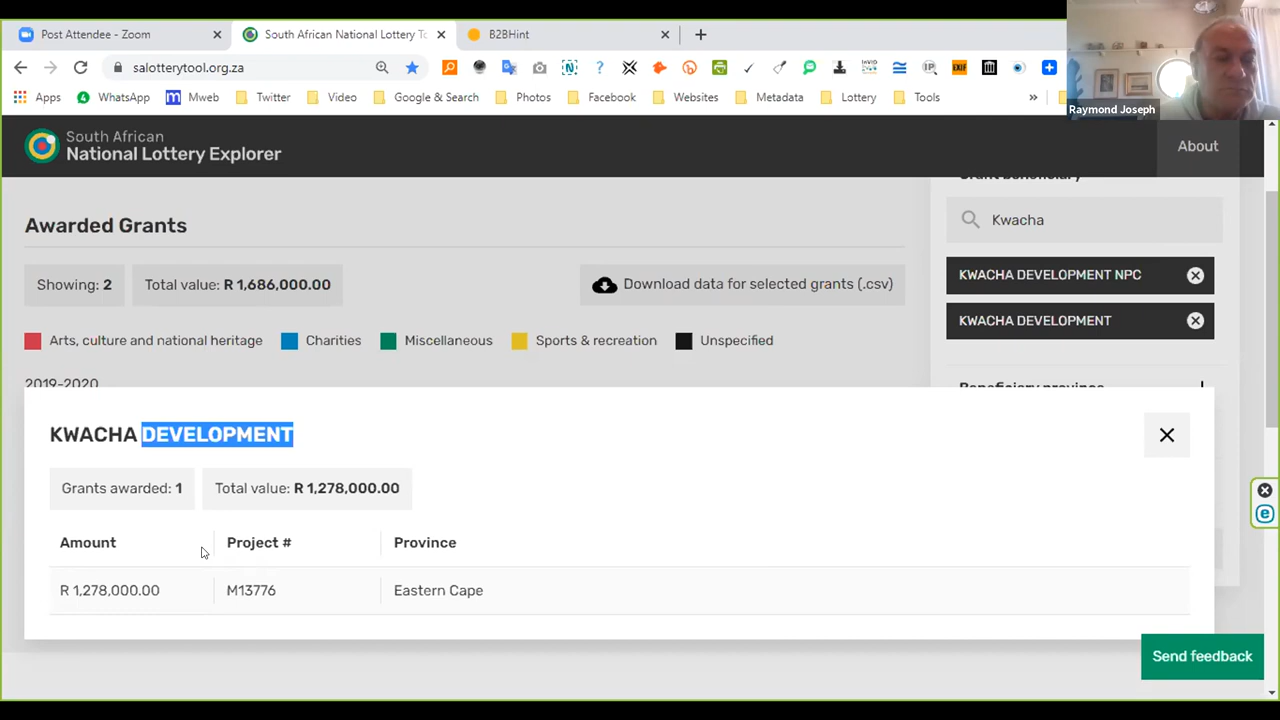 Post Attendee - Zoom
South African National Lottery To
B2BHint
salotterytool.org.za
Apps
WhatsApp
Mweb
Twitter
Video
Google & Search
Photos
Facebook
Websites
Metadata
Lottery
Tools
»
Raymond Joseph
South African
National Lottery Explorer
About
Grant beneficiary
Awarded Grants
Kwacha
Showing: 2
Total value: R 1,686,000.00
Download data for selected grants (.csv)
KWACHA DEVELOPMENT NPC
KWACHA DEVELOPMENT
Arts, culture and national heritage
Charities
Miscellaneous
Sports & recreation
Unspecified
2019-2020
Beneficiary province
KWACHA DEVELOPMENT
Grants awarded: 1
Total value: R 1,278,000.00
Amount
Project #
Province
R 1,278,000.00
M13776
Eastern Cape
Send feedback